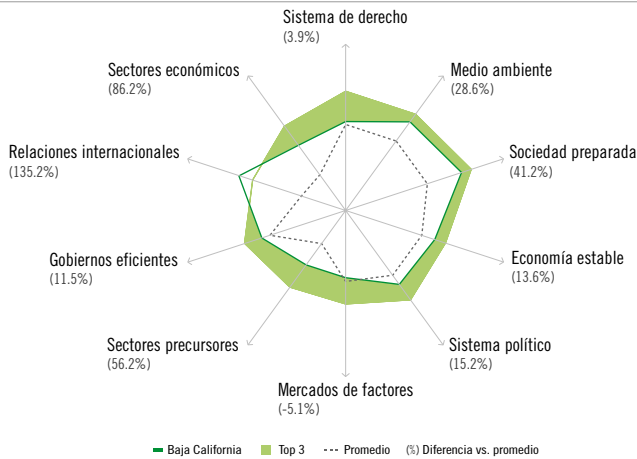 Sistema de derecho
(3.9%)
Medio ambiente
(28.6%)
Sociedad preparada
(41.2%)
Economía estable
(13.6%)
Sistema político
(15.2%)
Mercados de factores
(-5.1%)
Sectores precursores
(56.2%)
Gobiernos eficientes
(11.5%)
Relaciones internacionales
(135.2%)
Sectores económicos
(86.2%)
Baja California Top 3 Promedio (%) Diferencia vs. promedio